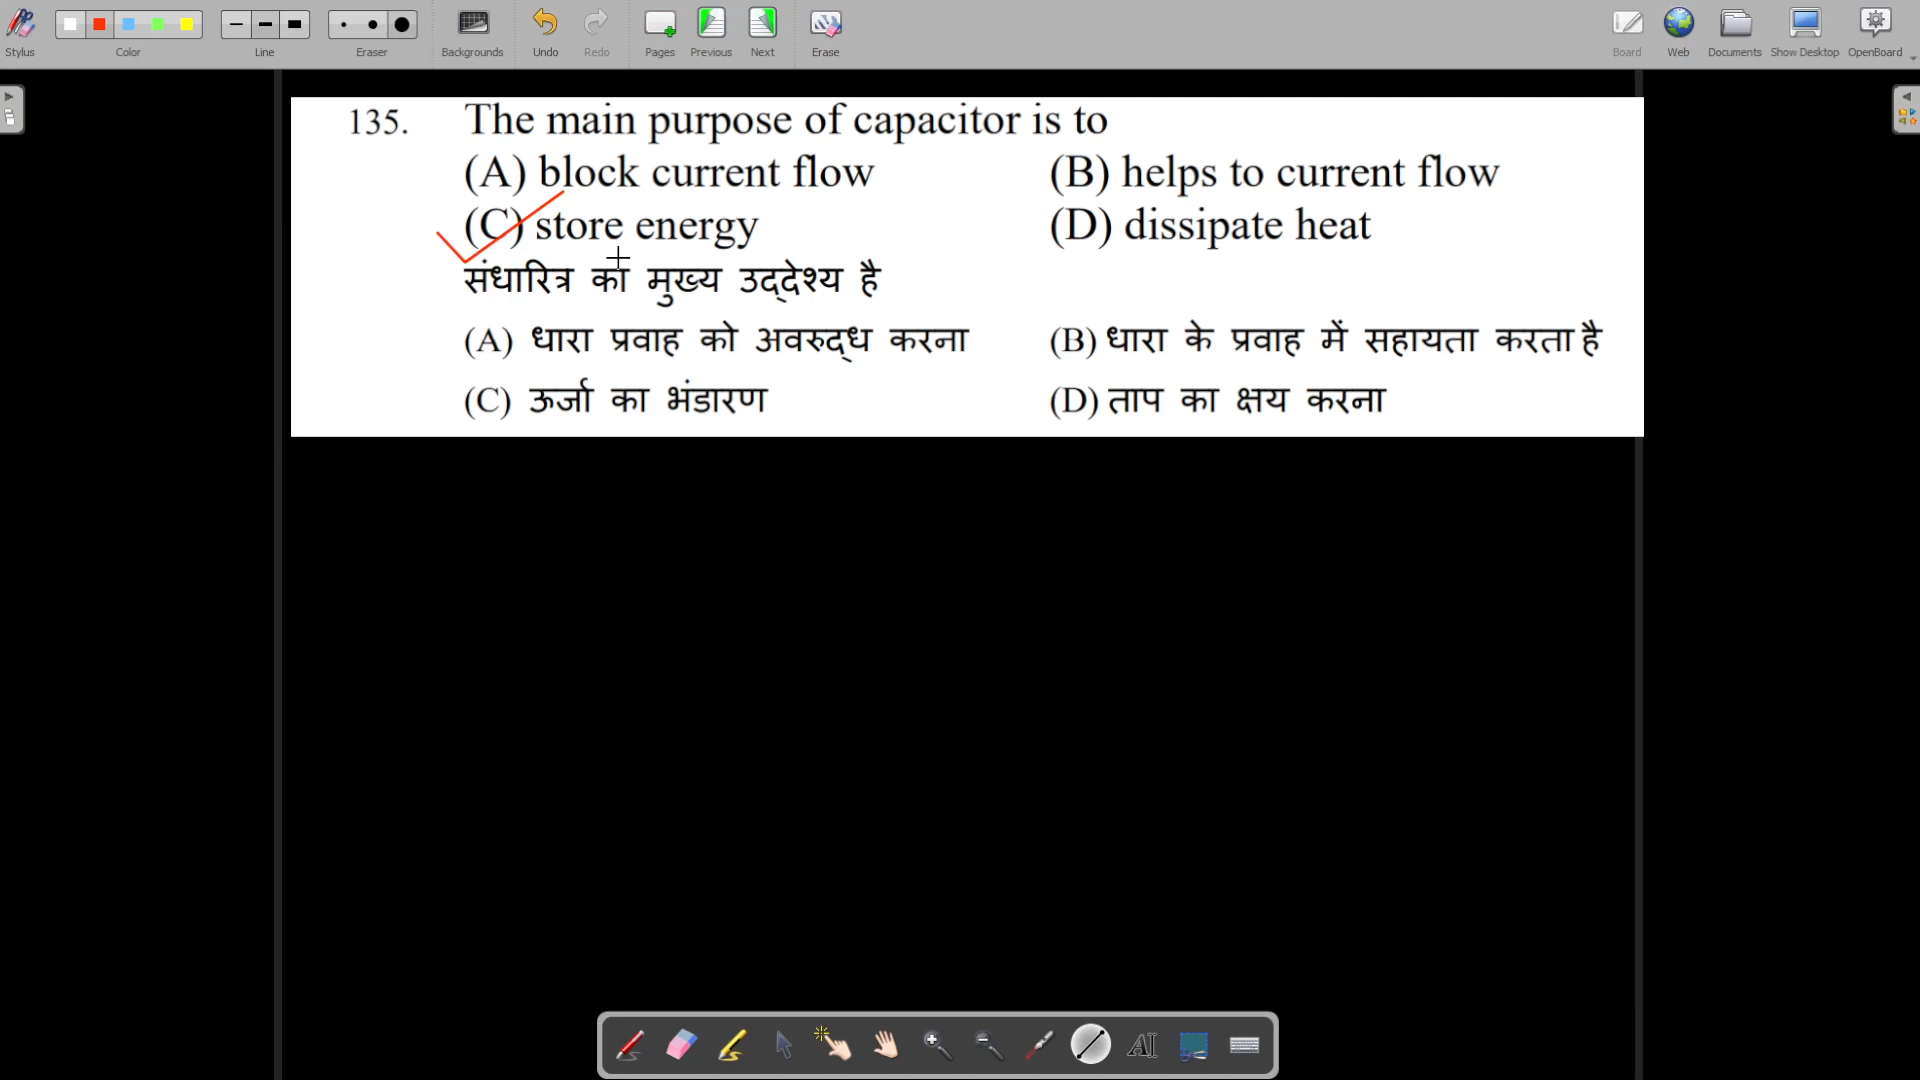 Stylus Color Line Eraser Backgrounds Undo Redo Pages Previous Next Erase Board Web Documents Show Desktop OpenBoard
135. The main purpose of capacitor is to
(A) block current flow (B) helps to current flow
(C) store energy (D) dissipate heat
संधारित्र का मुख्य उद्देश्य है
(A) धारा प्रवाह को अवरुद्ध करना (B) धारा के प्रवाह में सहायता करता है
(C) ऊर्जा का भंडारण (D) ताप का क्षय करना
AI